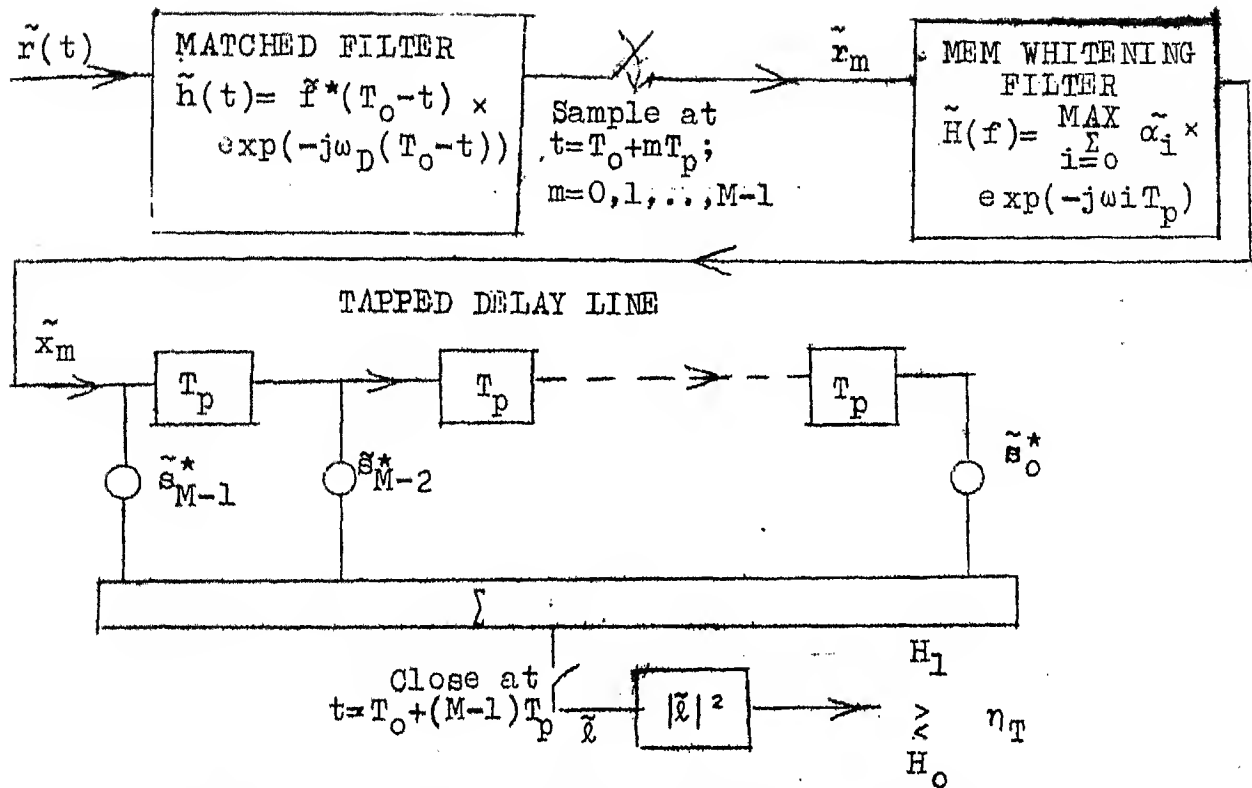 r̃(t)
MATCHED FILTER
h̃(t)= f̃*(T_o-t) ×
exp(-jω_D(T_o-t))
Sample at
t=T_o+mT_p;
m=0,1,..,M-1
r̃_m
MEM WHITENING
FILTER
H̃(f)= MAX Σ i=0 α̃_i ×
exp(-jωiT_p)
TAPPED DELAY LINE
x̃_m
T_p
T_p
T_p
s̃*_M-1
s̃*_M-2
s̃*_o
Σ
Close at
t=T_o+(M-1)T_p
ℓ̃
|ℓ̃|²
H_1
>
<
H_o
η_T